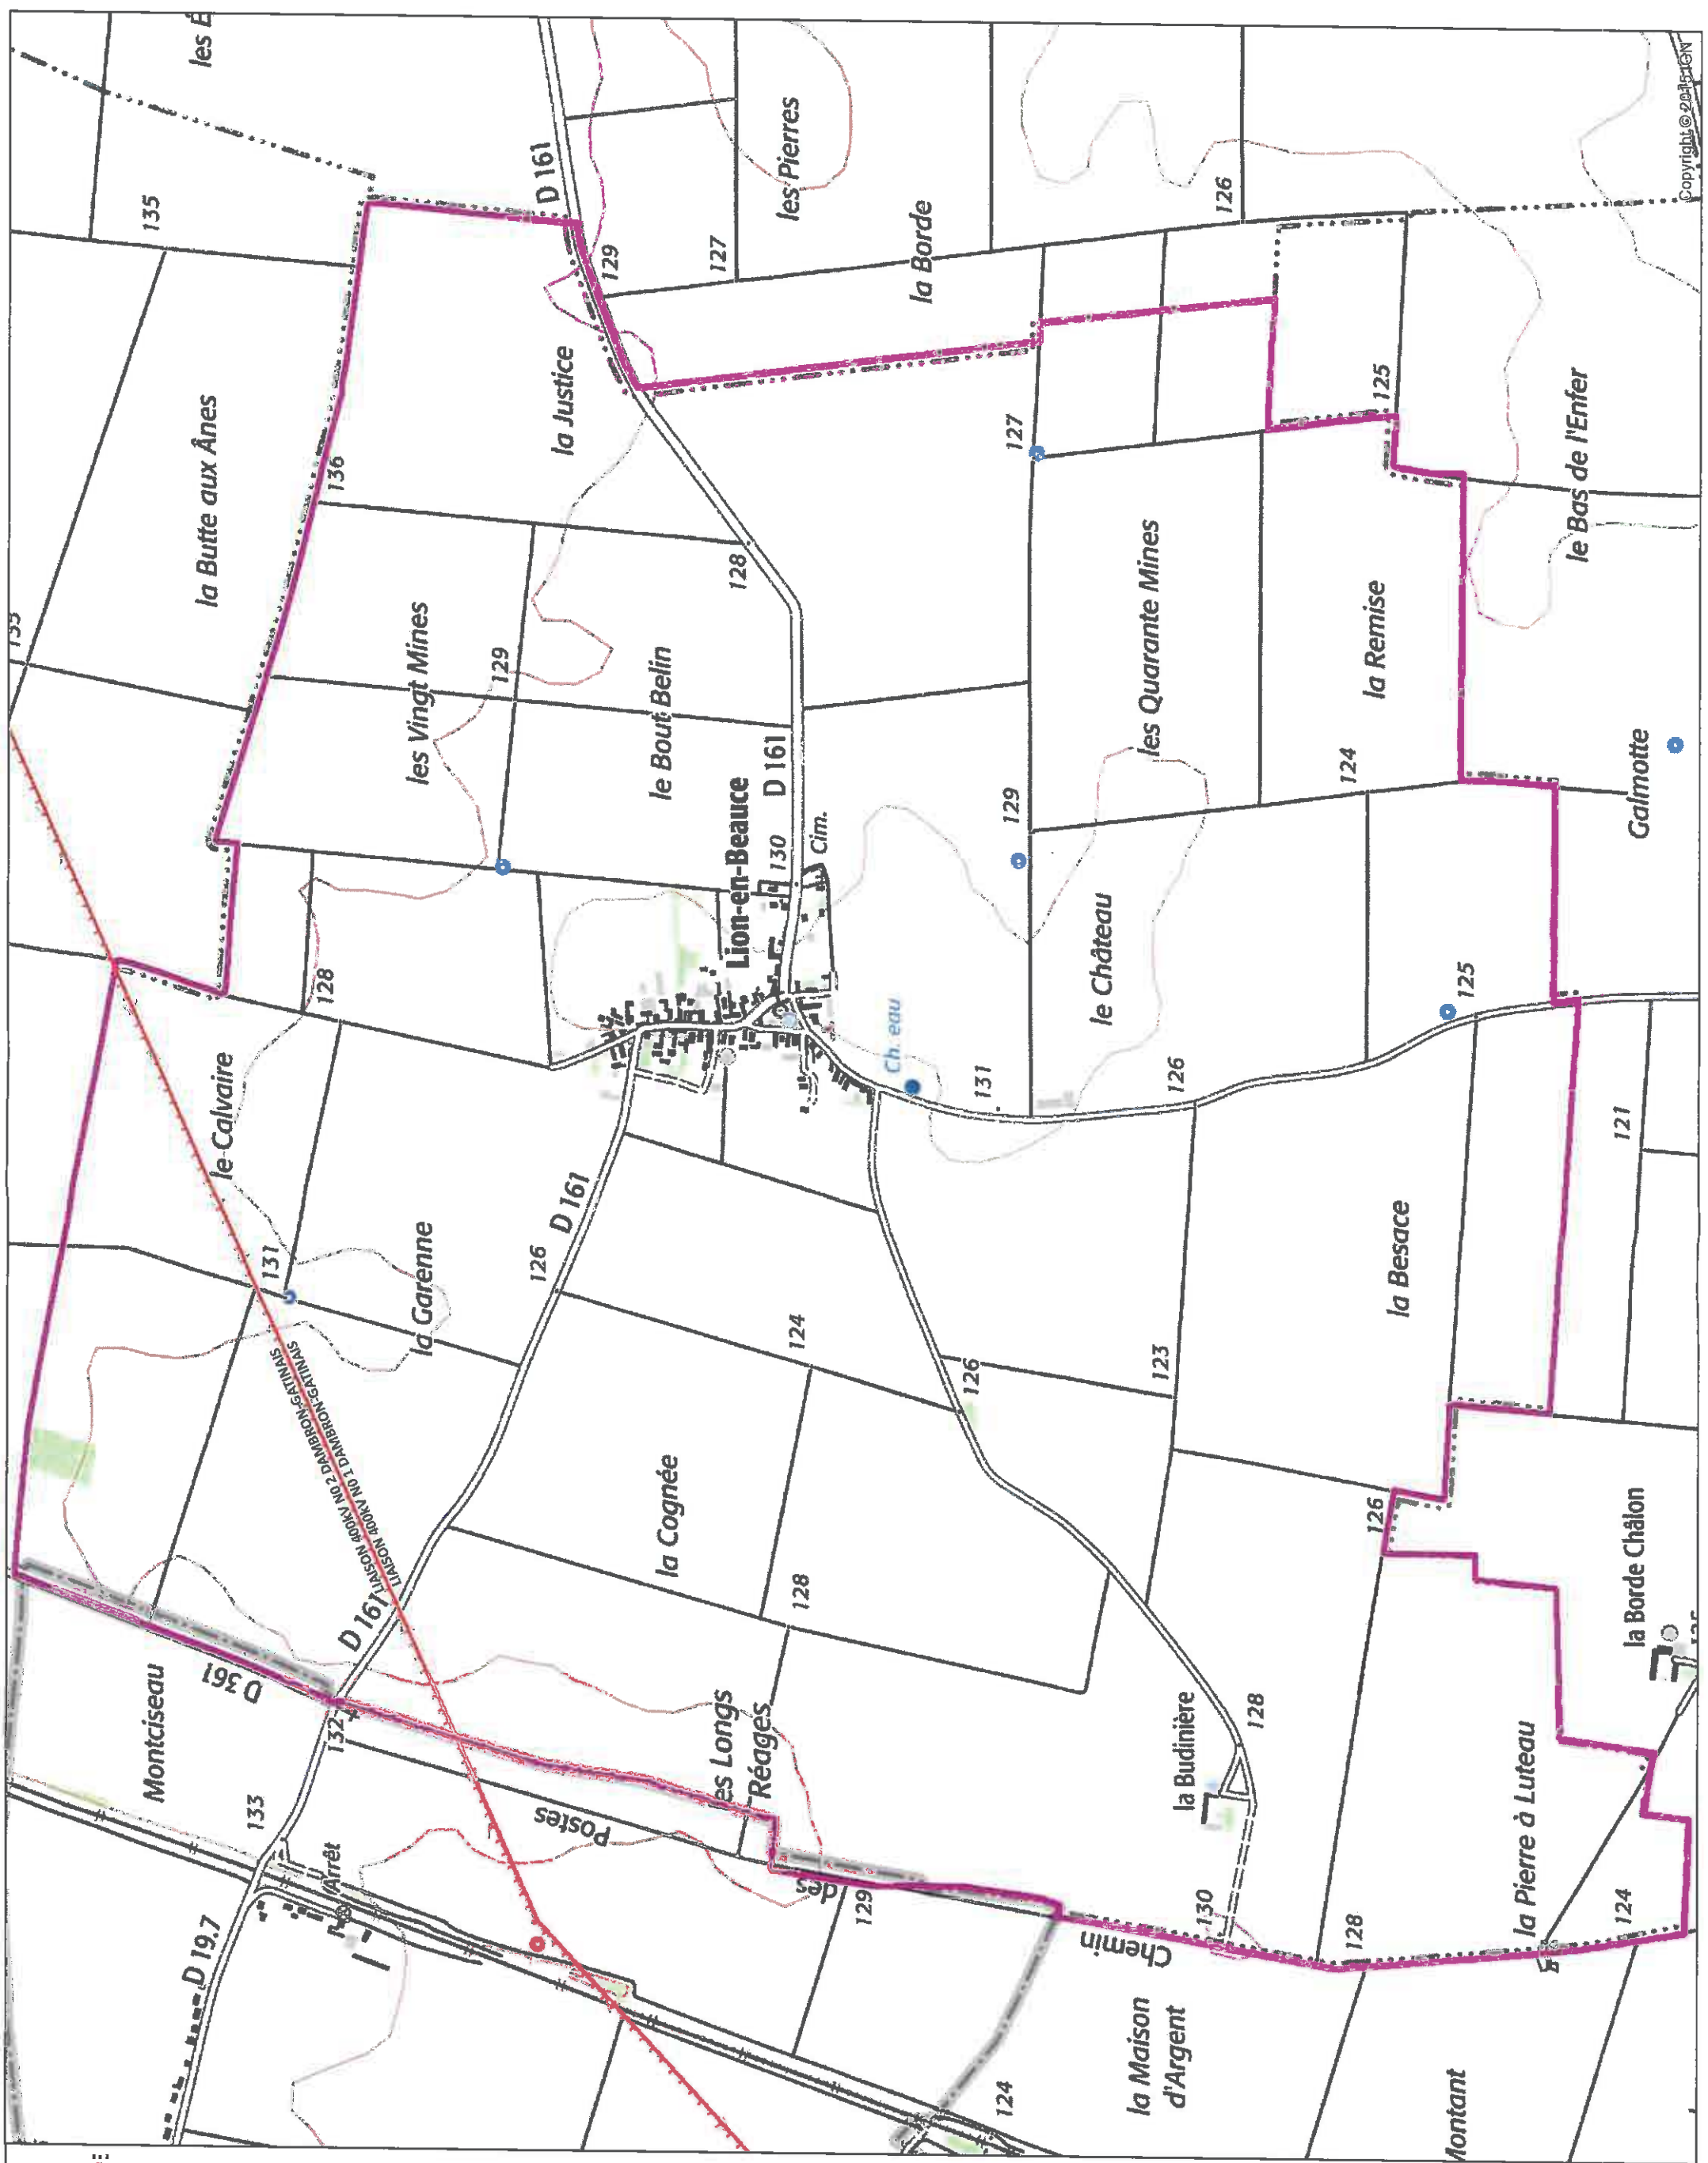 les
135
la Butte aux Ânes
136
le Calvaire
131
Montciseau
D 361
133
D 19.7
128
la Garenne
LIAISON 400KV NO 2 DAMBRON-GATINAIS
LIAISON 400KV NO 1 DAMBRON-GATINAIS
D 161
132
Arrêt
les Vingt Mines
129
la Justice
D 161
129
126
D 161
Postes
la Cognée
le Bout Belin
128
127
les Pierres
Lion-en-Beauce
130
D 161
Cim.
es Longs
Réages
124
128
des
129
Ch. eau
la Borde
131
129
127
126
124
le Château
les Quarante Mines
la Maison
d'Argent
Chemin
123
126
la Budinière
130
128
126
128
124
la Remise
125
la Besace
126
125
Montant
la Pierre à Luteau
le Bas de l'Enfer
124
121
la Borde Châlon
Galmotte
Copyright © 2015 IGN